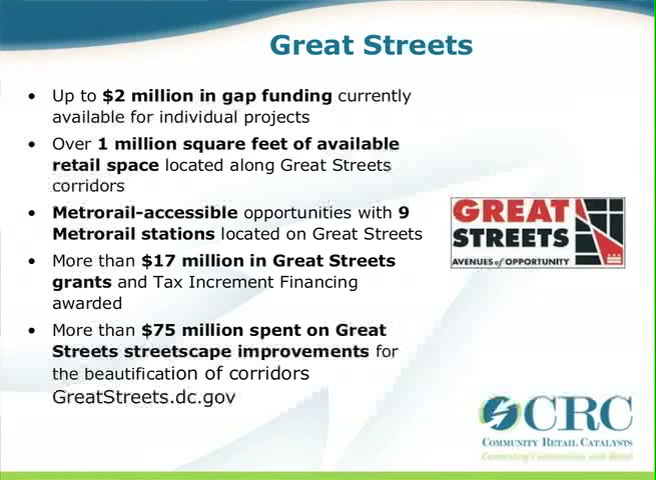 Great Streets
• Up to $2 million in gap funding currently
available for individual projects
• Over 1 million square feet of available
retail space located along Great Streets
corridors
• Metrorail-accessible opportunities with 9
Metrorail stations located on Great Streets
• More than $17 million in Great Streets
grants and Tax Increment Financing
awarded
• More than $75 million spent on Great
Streets streetscape improvements for
the beautification of corridors
GreatStreets.dc.gov
GREAT
STREETS
AVENUES of OPPORTUNITY
CRC
COMMUNITY RETAIL CATALYSTS
Connecting Communities with Retail